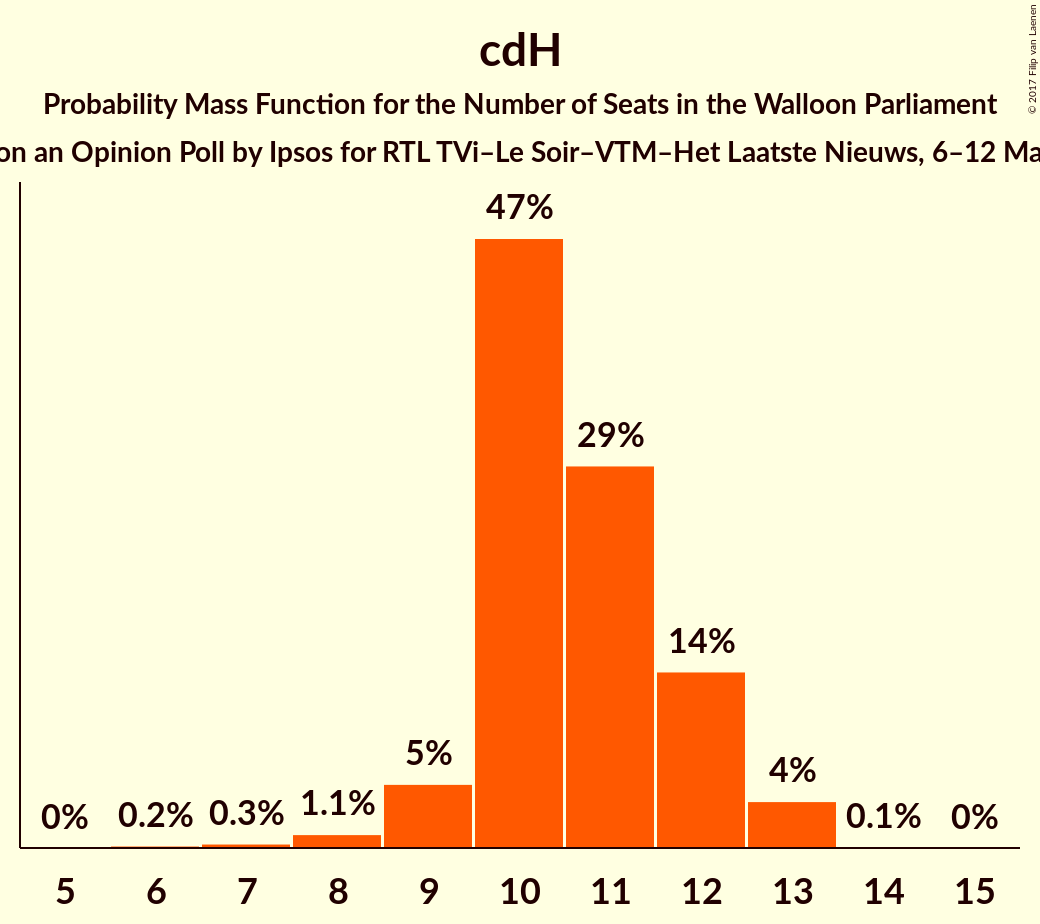 cdH
Probability Mass Function for the Number of Seats in the Walloon Parliament
on an Opinion Poll by Ipsos for RTL TVi–Le Soir–VTM–Het Laatste Nieuws, 6–12 Ma
© 2017 Filip van Laenen
47%
29%
14%
5%
4%
1.1%
0% 0.2% 0.3% 0.1% 0%
5 6 7 8 9 10 11 12 13 14 15